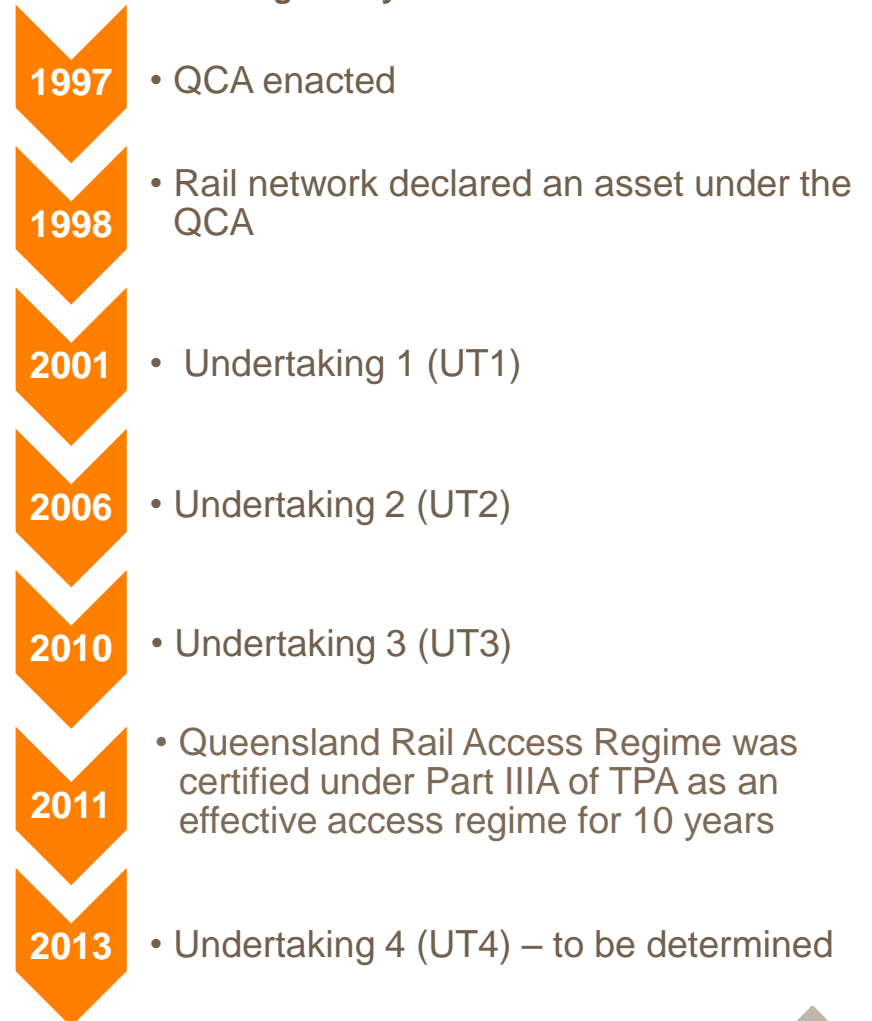 1997
• QCA enacted
1998
• Rail network declared an asset under the
QCA
2001
• Undertaking 1 (UT1)
2006
• Undertaking 2 (UT2)
2010
• Undertaking 3 (UT3)
2011
• Queensland Rail Access Regime was
certified under Part IIIA of TPA as an
effective access regime for 10 years
2013
• Undertaking 4 (UT4) – to be determined